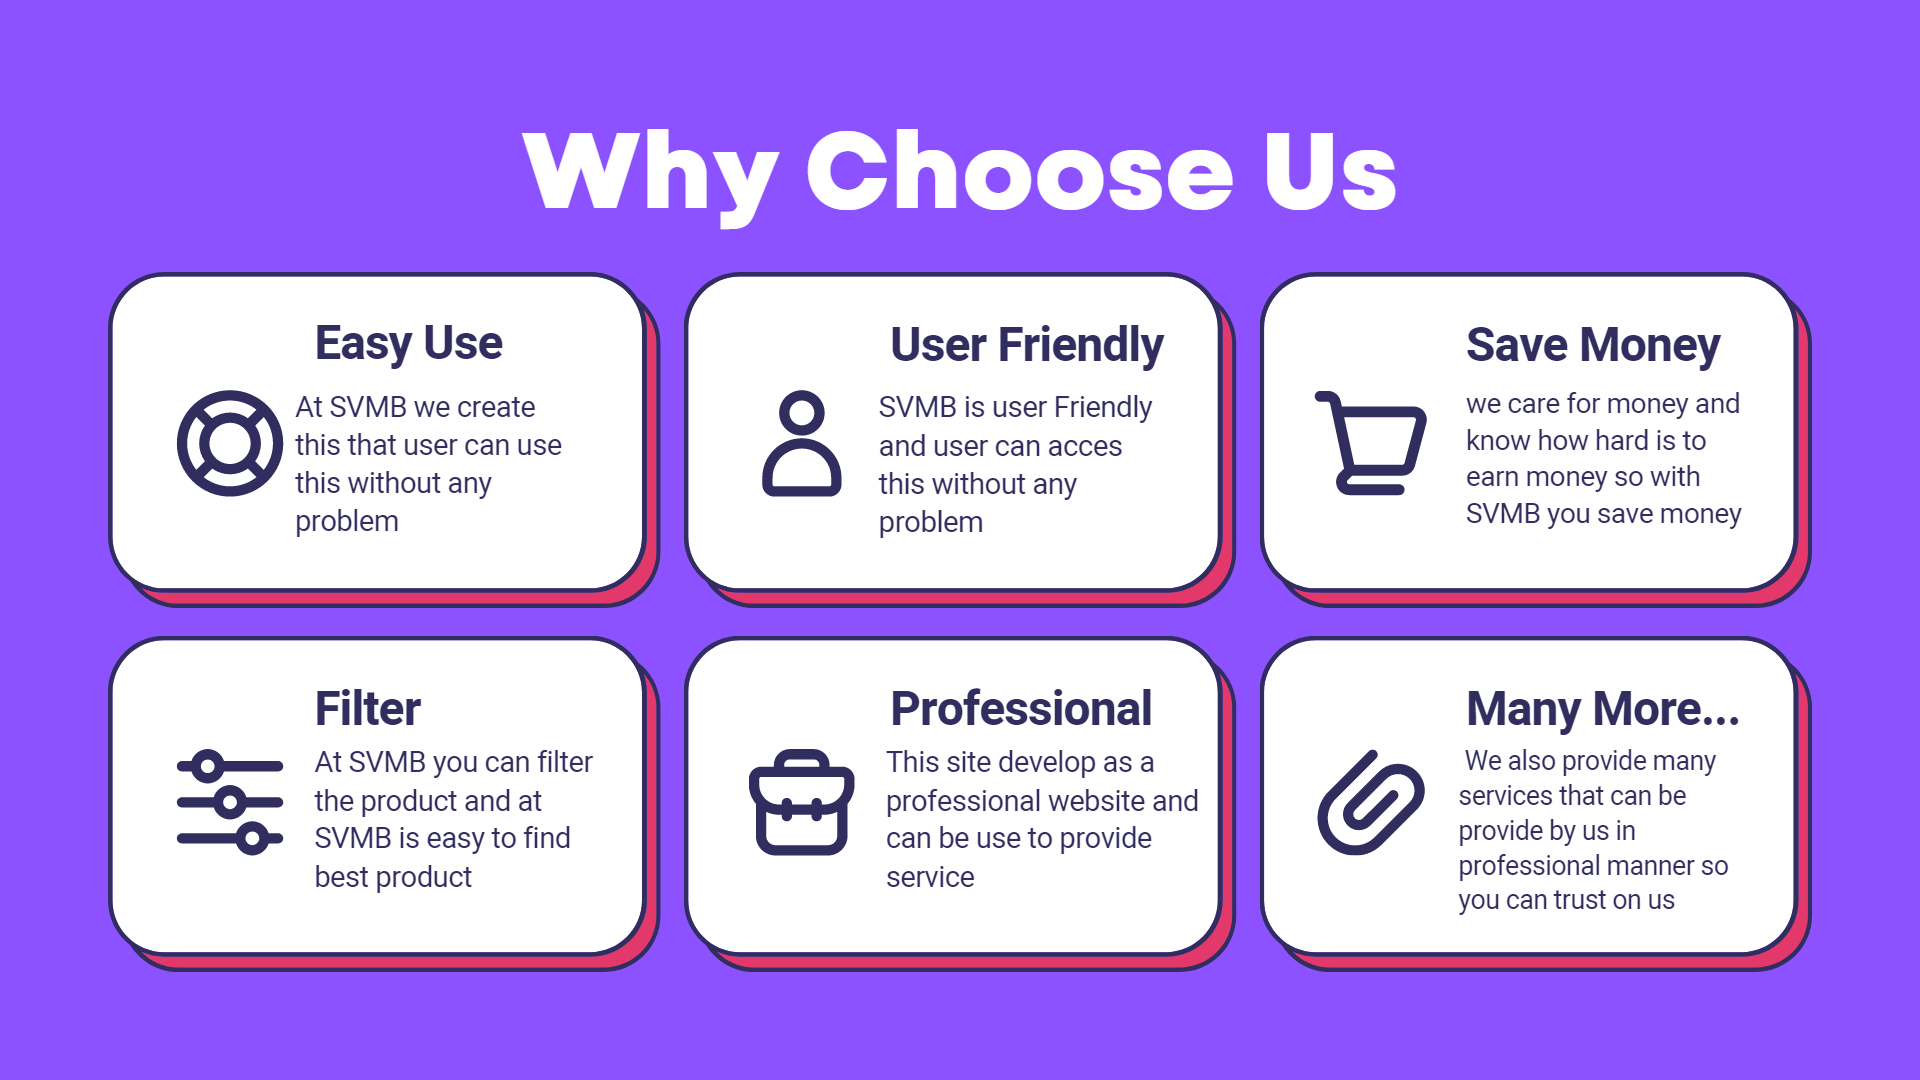 Why Choose Us
Easy Use
At SVMB we create
this that user can use
this without any
problem
User Friendly
SVMB is user Friendly
and user can acces
this without any
problem
Save Money
we care for money and
know how hard is to
earn money so with
SVMB you save money
Filter
At SVMB you can filter
the product and at
SVMB is easy to find
best product
Professional
This site develop as a
professional website and
can be use to provide
service
Many More...
We also provide many
services that can be
provide by us in
professional manner so
you can trust on us